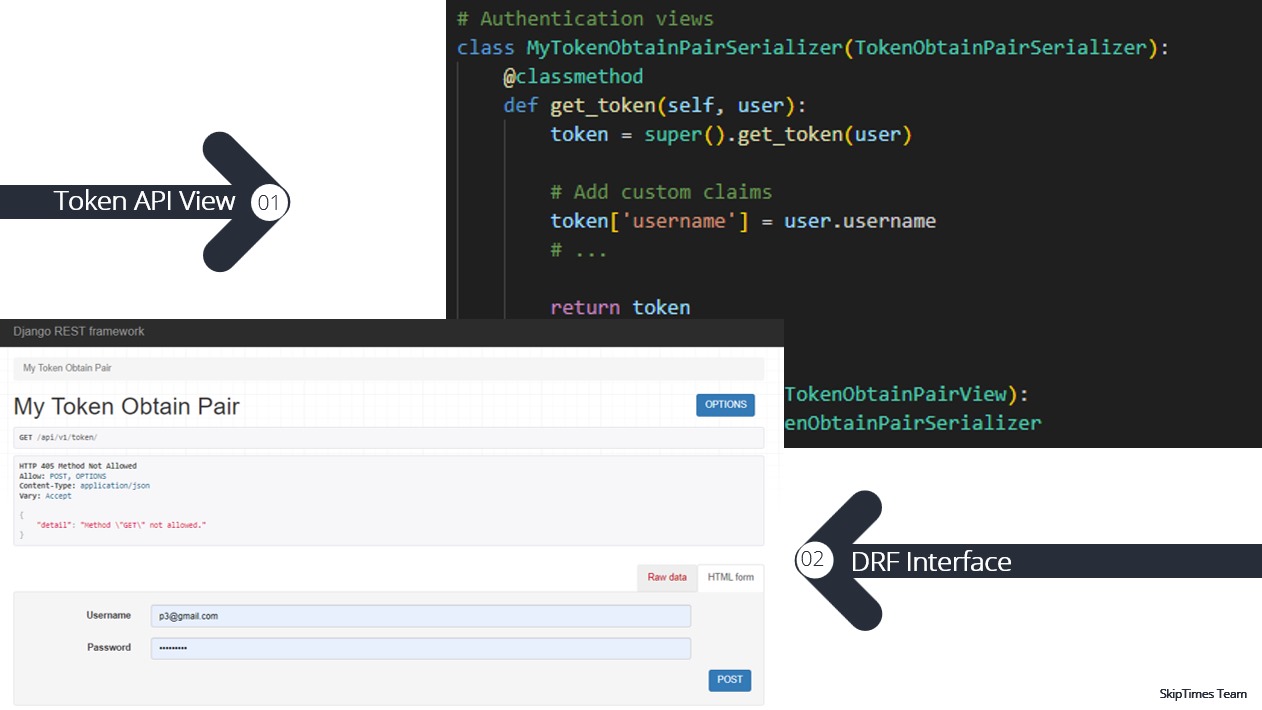 # Authentication views
class MyTokenObtainPairSerializer(TokenObtainPairSerializer):
@classmethod
def get_token(self, user):
token = super().get_token(user)
# Add custom claims
token['username'] = user.username
# ...
return token
TokenObtainPairView):
enObtainPairSerializer
Token API View 01
Django REST framework
My Token Obtain Pair
My Token Obtain Pair
OPTIONS
GET /api/v1/token/
HTTP 405 Method Not Allowed
Allow: POST, OPTIONS
Content-Type: application/json
Vary: Accept
{
"detail": "Method \"GET\" not allowed."
}
Raw data HTML form
Username p3@gmail.com
Password •••••••••
POST
02 DRF Interface
SkipTimes Team